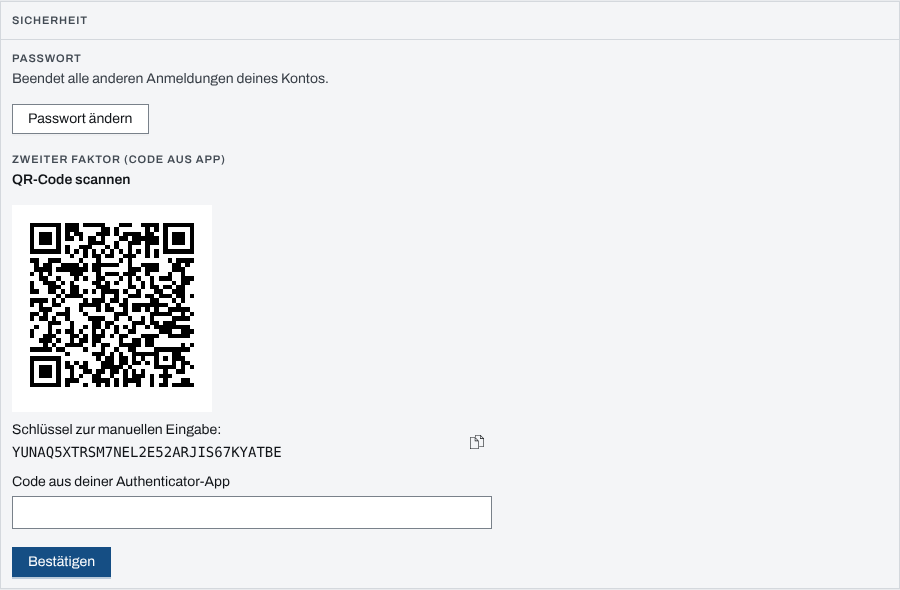 SICHERHEIT
PASSWORT
Beendet alle anderen Anmeldungen deines Kontos.
Passwort ändern
ZWEITER FAKTOR (CODE AUS APP)
QR-Code scannen
Schlüssel zur manuellen Eingabe:
YUNAQ5XTRSM7NEL2E52ARJIS67KYATBE
Code aus deiner Authenticator-App
Bestätigen